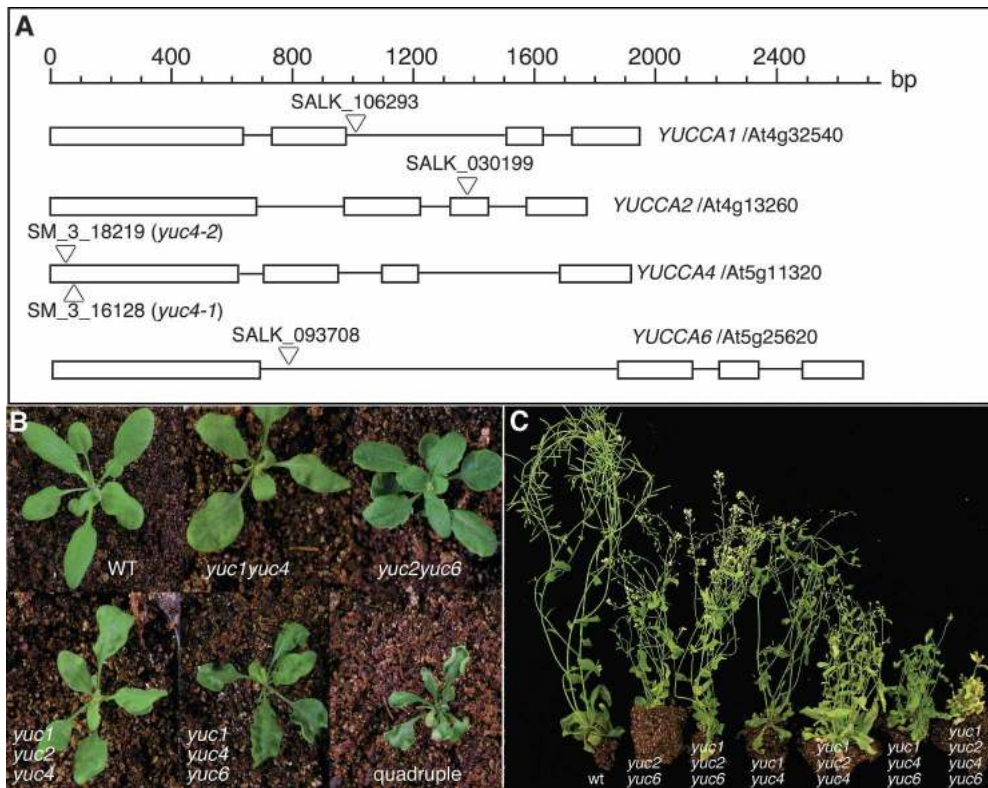 A
0 400 800 1200 1600 2000 2400
bp
SALK_106293
YUCCA1 /At4g32540
SALK_030199
YUCCA2 /At4g13260
SM_3_18219 (yuc4-2)
YUCCA4 /At5g11320
SM_3_16128 (yuc4-1)
SALK_093708
YUCCA6 /At5g25620
B
WT
yuc1yuc4
yuc2yuc6
yuc1
yuc2
yuc4
yuc1
yuc4
yuc6
quadruple
C
wt
yuc2
yuc6
yuc1
yuc2
yuc6
yuc1
yuc4
yuc1
yuc2
yuc4
yuc1
yuc4
yuc6
yuc1
yuc2
yuc4
yuc6